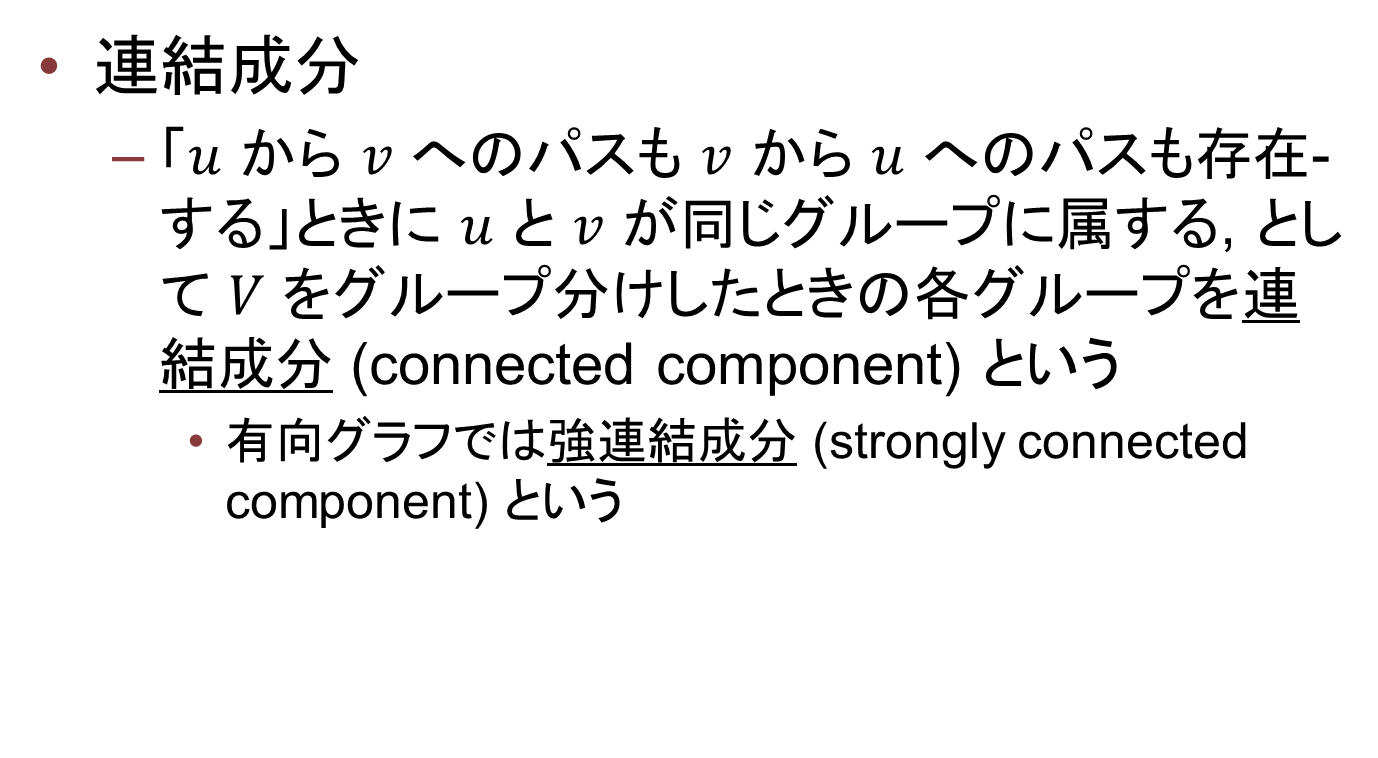 • 連結成分
– 「𝑢 から 𝑣 へのパスも 𝑣 から 𝑢 へのパスも存在-
する」ときに 𝑢 と 𝑣 が同じグループに属する, とし
て 𝑉 をグループ分けしたときの各グループを連
結成分 (connected component) という
• 有向グラフでは強連結成分 (strongly connected
component) という